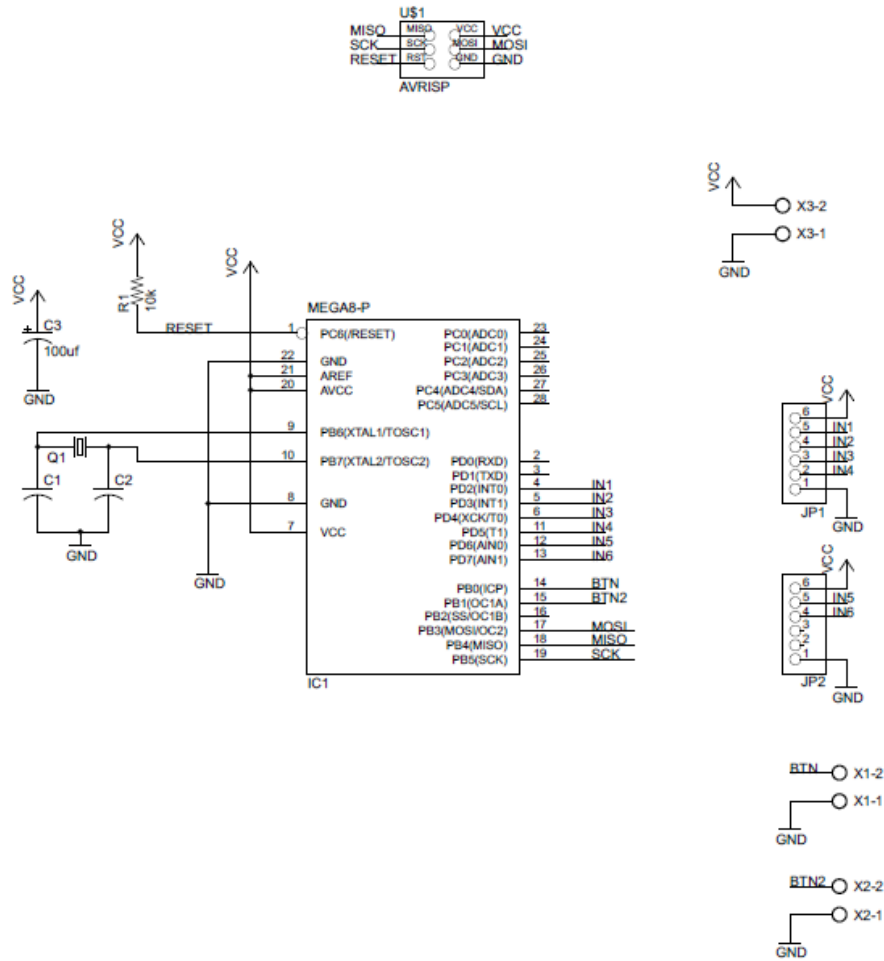 U$1
MISO MISO VCC VCC
SCK SCK MOSI MOSI
RESET RST GND GND
AVRISP
VCC
X3-2
X3-1
GND
VCC
R1
10k
VCC
VCC
C3
100uf
GND
MEGA8-P
RESET 1 PC6(/RESET)
22 GND
21 AREF
20 AVCC
9 PB6(XTAL1/TOSC1)
10 PB7(XTAL2/TOSC2)
8 GND
7 VCC
Q1
C1
C2
GND
GND
PC0(ADC0) 23
PC1(ADC1) 24
PC2(ADC2) 25
PC3(ADC3) 26
PC4(ADC4/SDA) 27
PC5(ADC5/SCL) 28
PD0(RXD) 2
PD1(TXD) 3
PD2(INT0) 4 IN1
PD3(INT1) 5 IN2
PD4(XCK/T0) 6 IN3
PD5(T1) 11 IN4
PD6(AIN0) 12 IN5
PD7(AIN1) 13 IN6
PB0(ICP) 14 BTN
PB1(OC1A) 15 BTN2
PB2(SS/OC1B) 16
PB3(MOSI/OC2) 17 MOSI
PB4(MISO) 18 MISO
PB5(SCK) 19 SCK
IC1
VCC
6
5 IN1
4 IN2
3 IN3
2 IN4
1
JP1
GND
VCC
6
5 IN5
4 IN6
3
2
1
JP2
GND
BTN X1-2
X1-1
GND
BTN2 X2-2
X2-1
GND